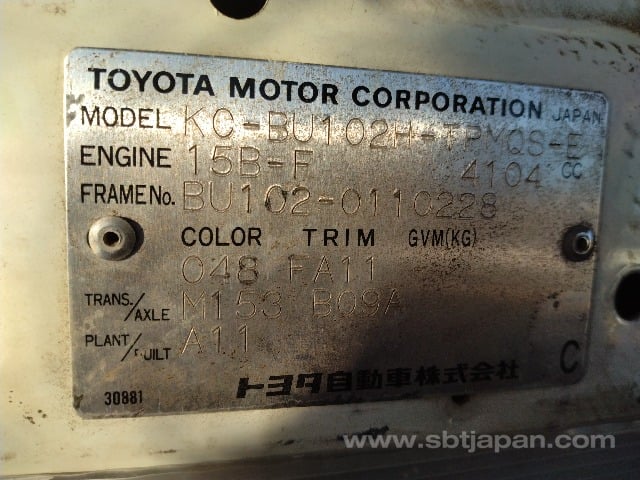 TOYOTA MOTOR CORPORATION JAPAN
MODEL KC-BU102H-TPMQS-E
ENGINE 15B-F 4104 CC
FRAME No. BU102-0110228
COLOR TRIM GVM(KG)
048 FA11
TRANS./AXLE M153 B09A
PLANT/ A11
トヨタ自動車株式会社 C
30881
www.sbtjapan.com